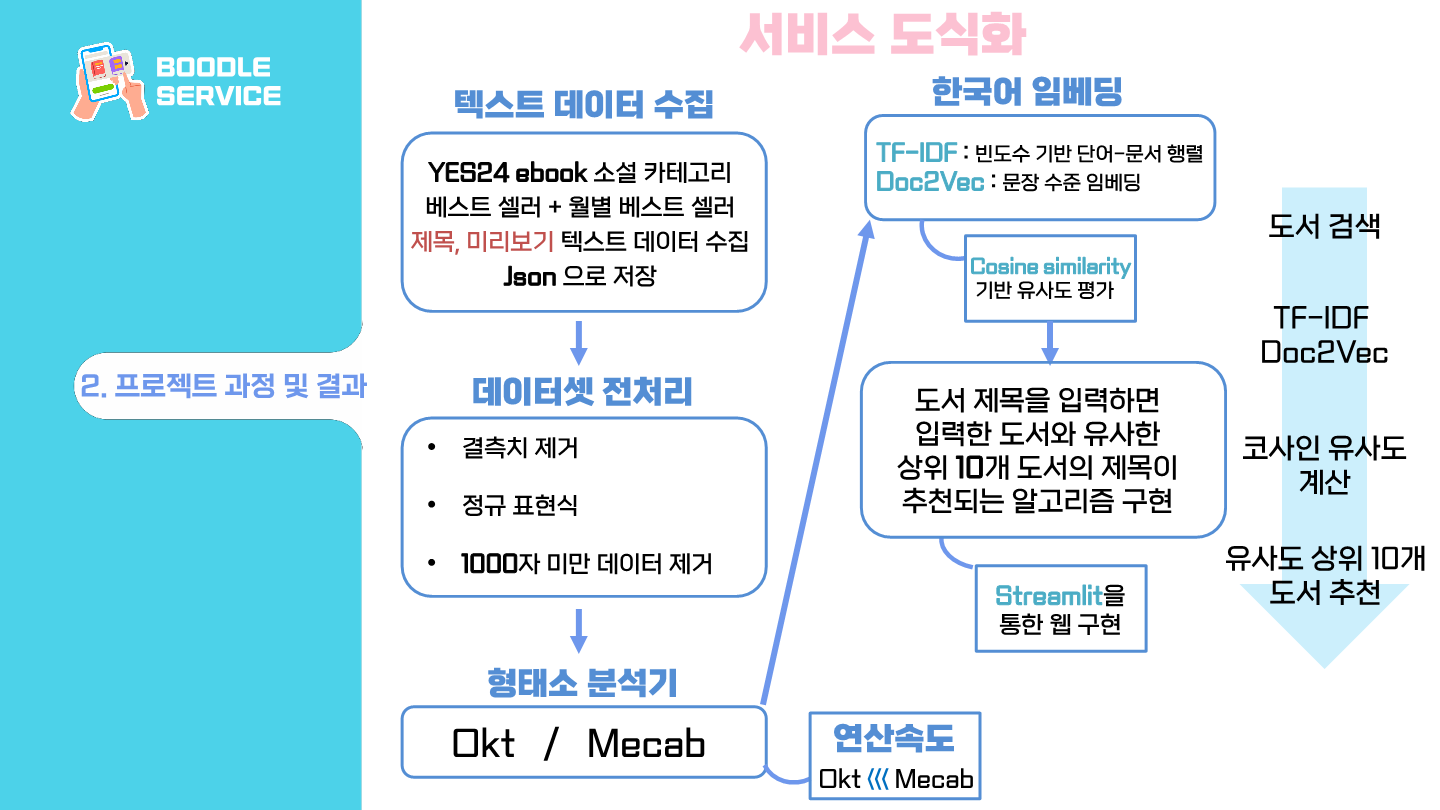 서비스 도식화
BOODLE
SERVICE
2. 프로젝트 과정 및 결과
텍스트 데이터 수집
YES24 ebook 소설 카테고리
베스트 셀러 + 월별 베스트 셀러
제목, 미리보기 텍스트 데이터 수집
Json 으로 저장
데이터셋 전처리
• 결측치 제거
• 정규 표현식
• 1000자 미만 데이터 제거
형태소 분석기
Okt / Mecab
연산속도
Okt ⟨⟨⟨ Mecab
한국어 임베딩
TF-IDF : 빈도수 기반 단어-문서 행렬
Doc2Vec : 문장 수준 임베딩
Cosine similarity
기반 유사도 평가
도서 제목을 입력하면
입력한 도서와 유사한
상위 10개 도서의 제목이
추천되는 알고리즘 구현
Streamlit을
통한 웹 구현
도서 검색
TF-IDF
Doc2Vec
코사인 유사도
계산
유사도 상위 10개
도서 추천